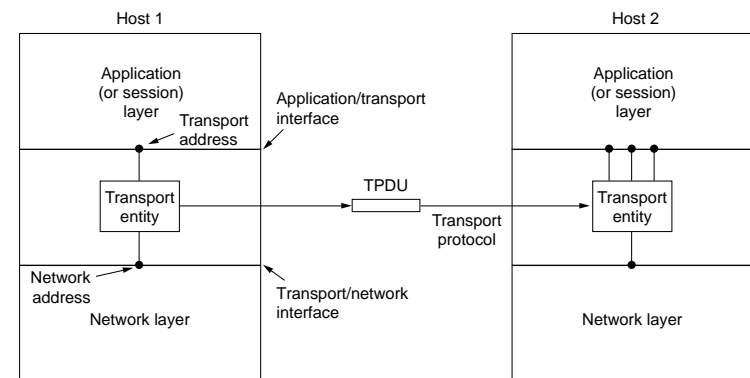 Host 1
Host 2
Application
(or session)
layer
Transport
address
Application/transport
interface
Application
(or session)
layer
Transport
entity
TPDU
Transport
protocol
Transport
entity
Network
address
Transport/network
interface
Network layer
Network layer